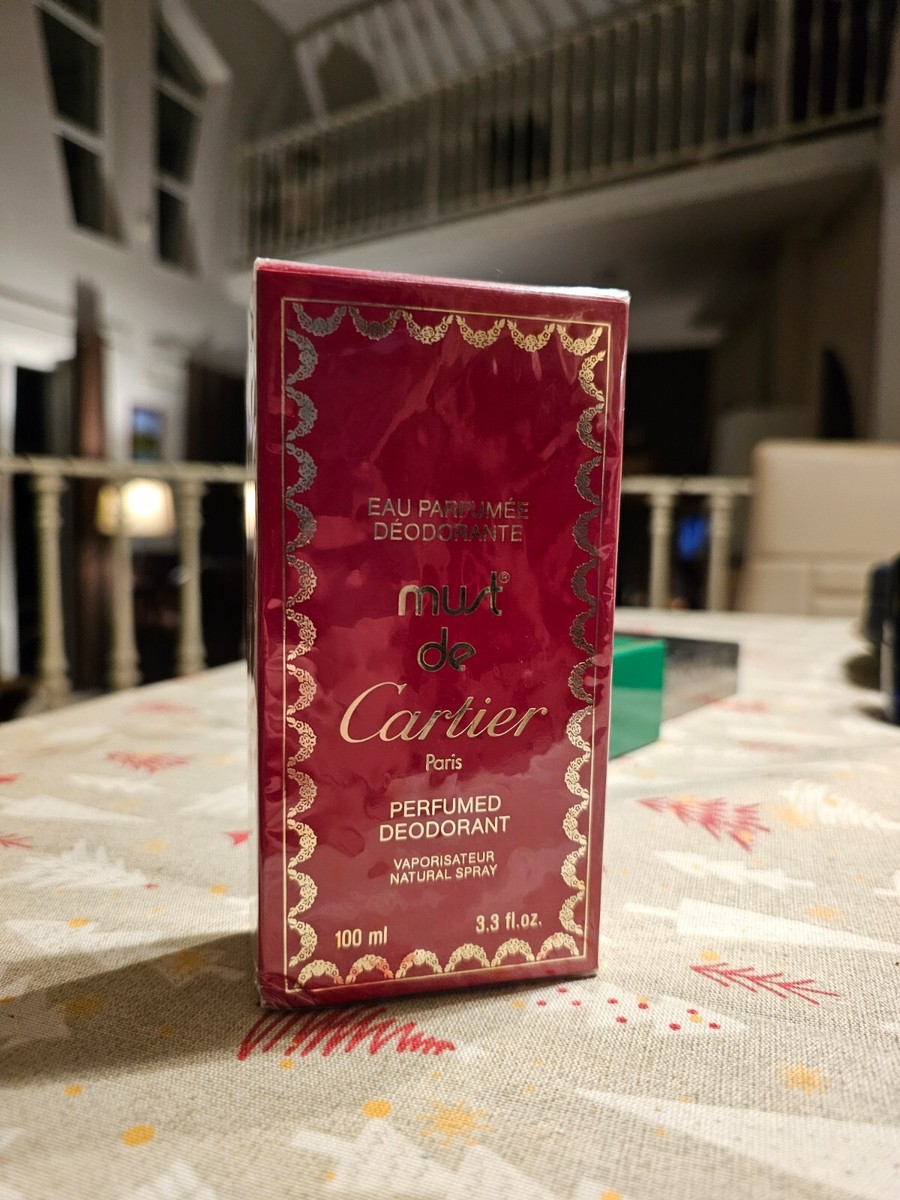 EAU PARFUMÉE
DÉODORANTE
must®
de
Cartier
Paris
PERFUMED
DEODORANT
VAPORISATEUR
NATURAL SPRAY
100 ml 3.3 fl.oz.